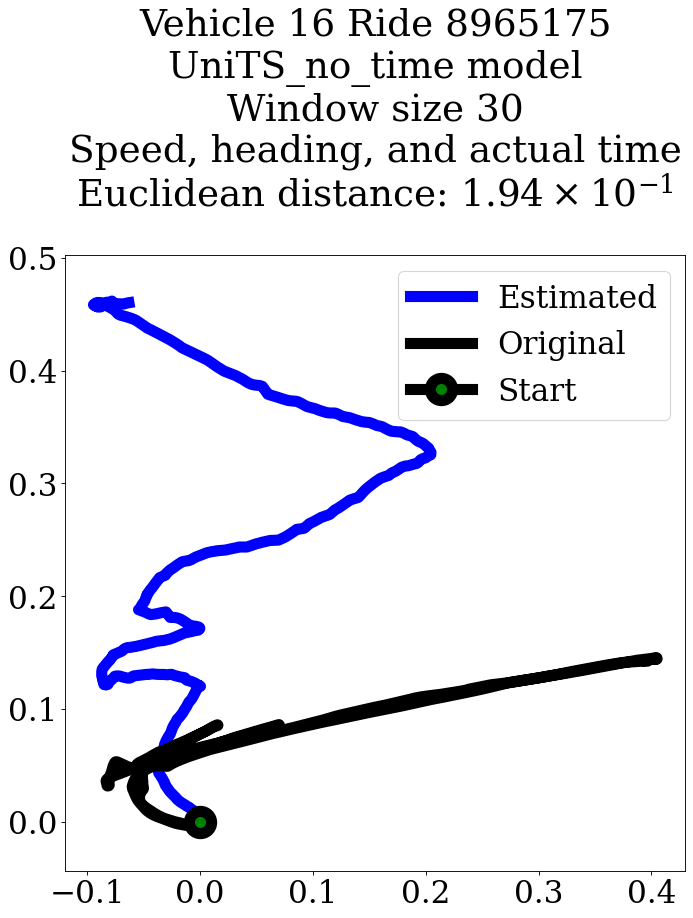 Vehicle 16 Ride 8965175
UniTS_no_time model
Window size 30
Speed, heading, and actual time
Euclidean distance: 1.94 × 10⁻¹
0.5
0.4
0.3
0.2
0.1
0.0
Estimated
Original
Start
−0.1 0.0 0.1 0.2 0.3 0.4